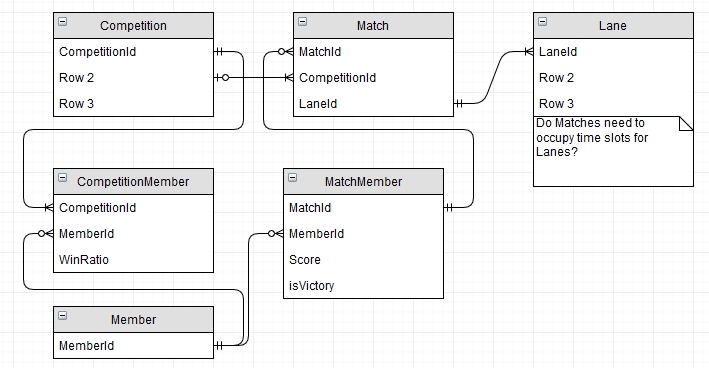 Competition
CompetitionId
Row 2
Row 3
Match
MatchId
CompetitionId
LaneId
Lane
LaneId
Row 2
Row 3
Do Matches need to
occupy time slots for
Lanes?
CompetitionMember
CompetitionId
MemberId
WinRatio
MatchMember
MatchId
MemberId
Score
isVictory
Member
MemberId